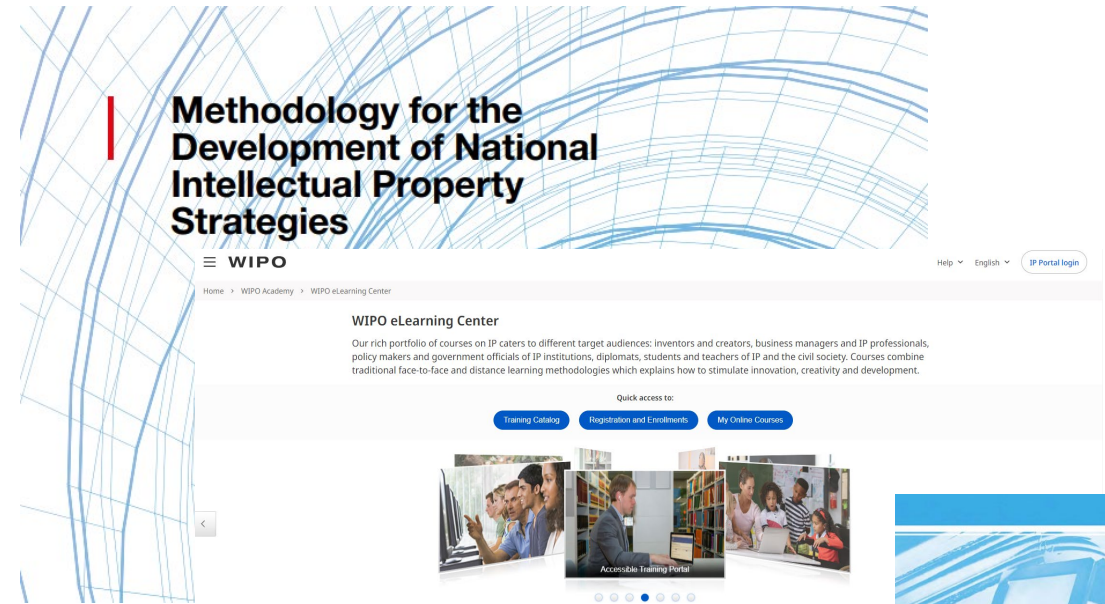 Methodology for the
Development of National
Intellectual Property
Strategies
WIPO
Help
English
IP Portal login
Home > WIPO Academy > WIPO eLearning Center
WIPO eLearning Center
Our rich portfolio of courses on IP caters to different target audiences: inventors and creators, business managers and IP professionals,
policy makers and government officials of IP institutions, diplomats, students and teachers of IP and the civil society. Courses combine
traditional face-to-face and distance learning methodologies which explains how to stimulate innovation, creativity and development.
Quick access to:
Training Catalog
Registration and Enrollments
My Online Courses
Accessible Training Portal